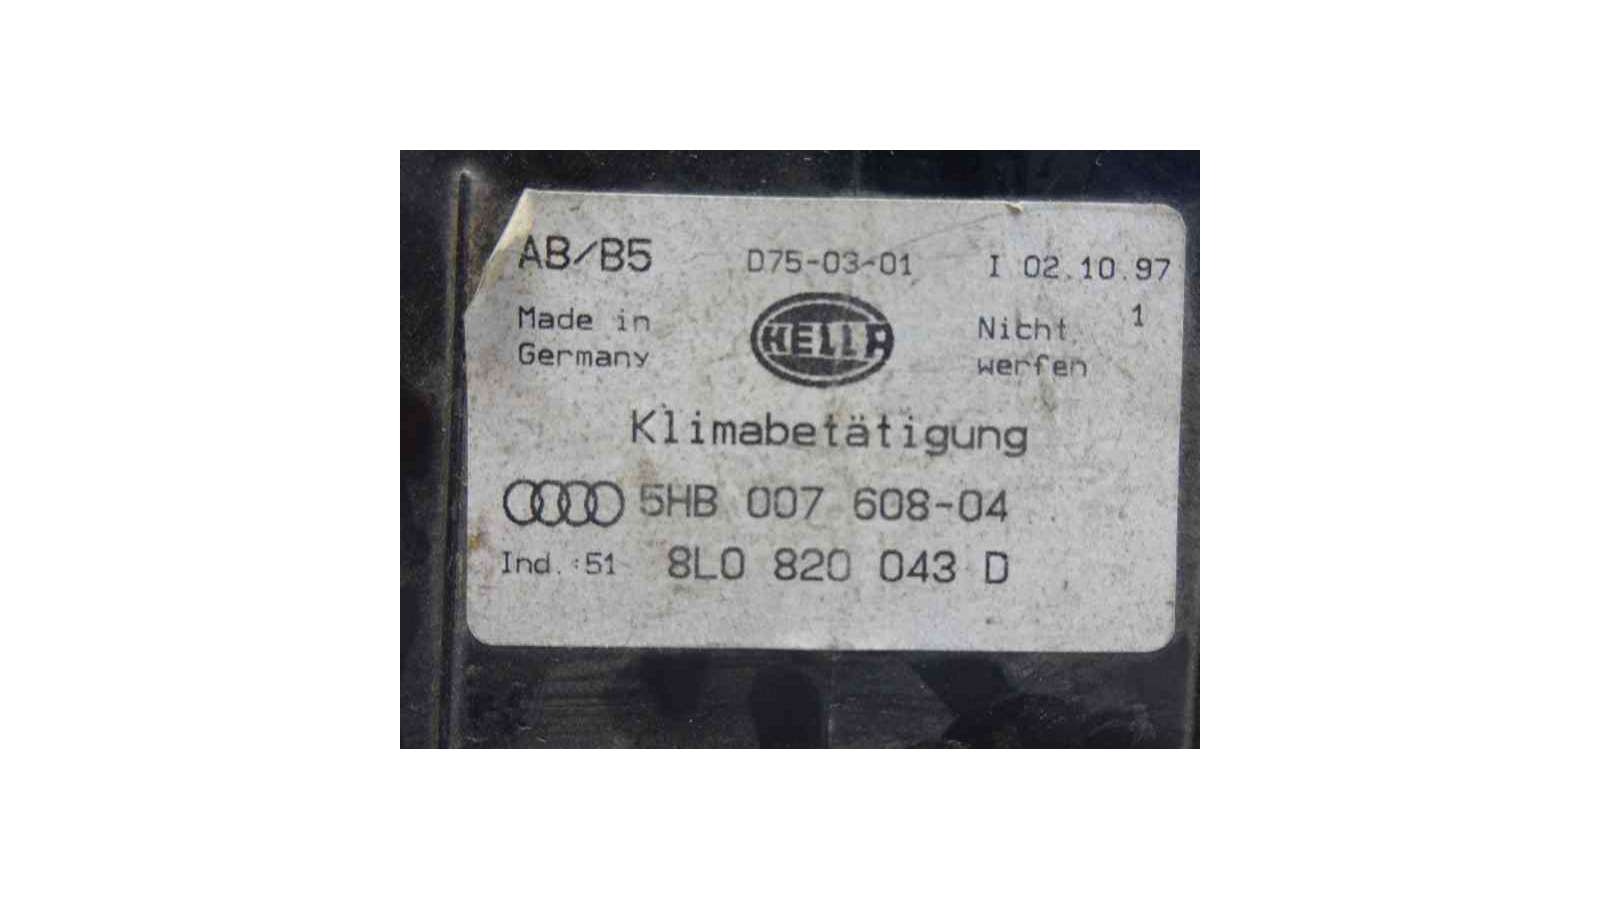 AB/B5 D75-03-01 I 02.10.97
1
Made in
Germany
HELLA
Nicht
werfen
Klimabetätigung
5HB 007 608-04
Ind.:51 8L0 820 043 D